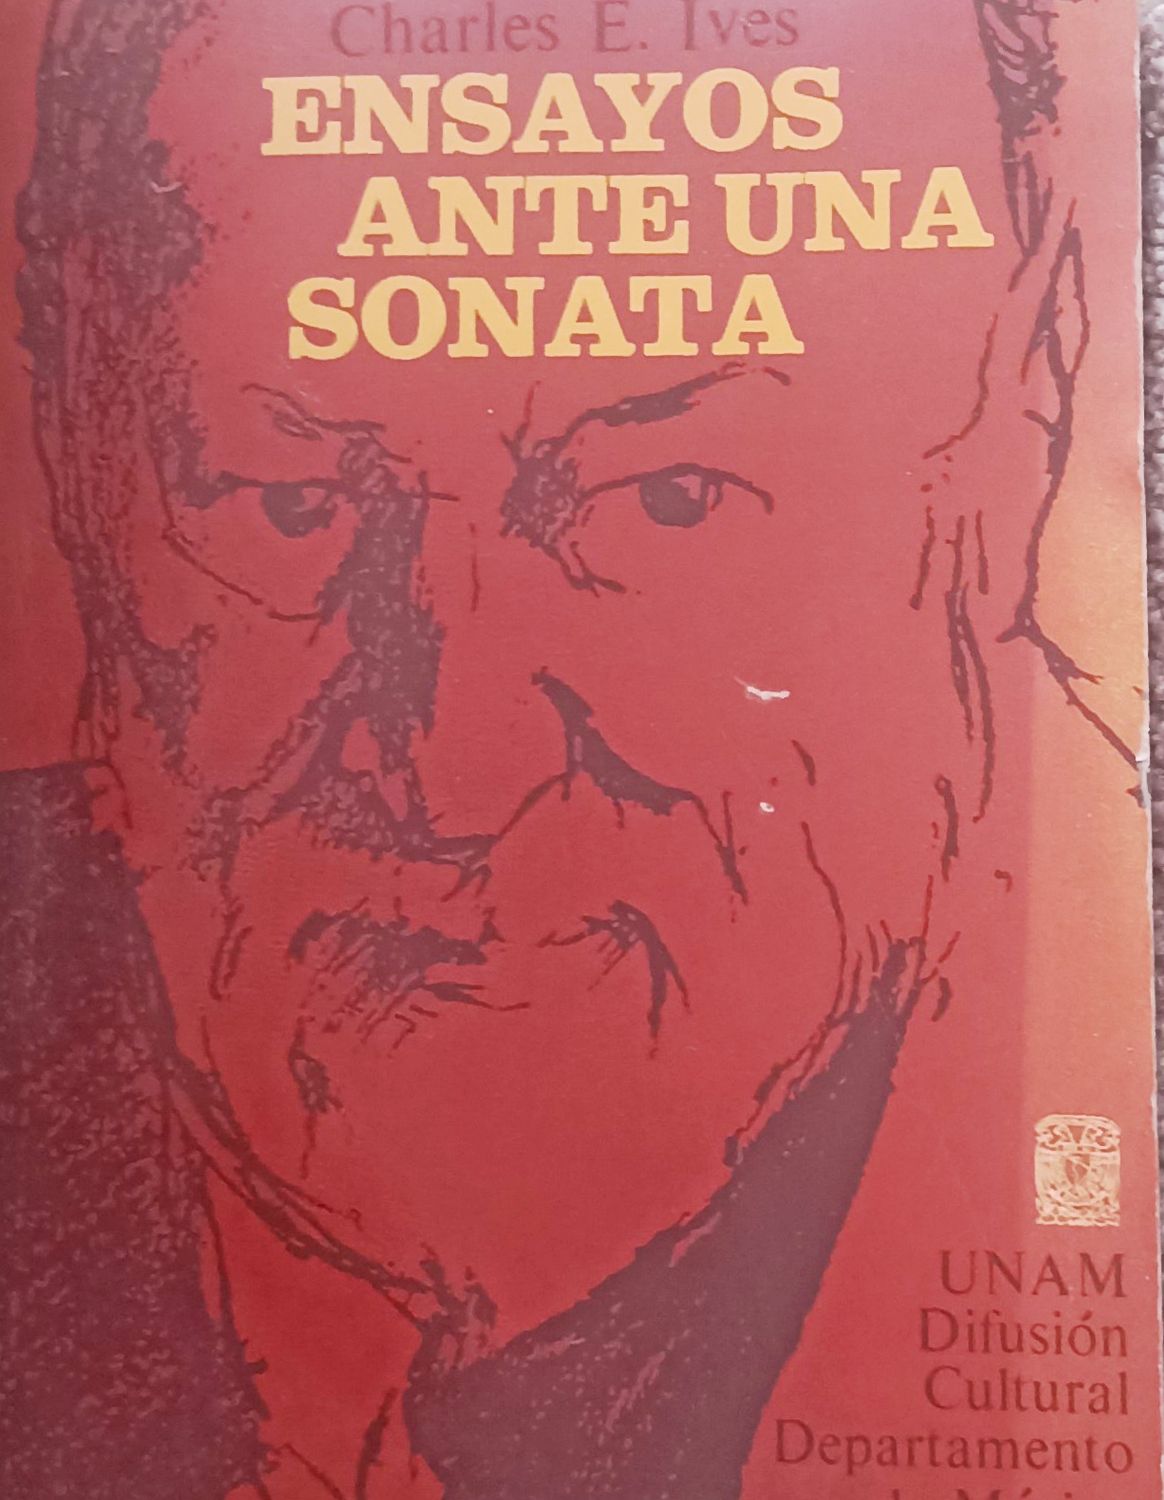 Charles E. Ives
ENSAYOS
ANTE UNA
SONATA
UNAM
Difusión
Cultural
Departamento